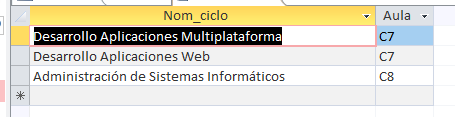 Nom_ciclo Aula
Desarrollo Aplicaciones Multiplataforma C7
Desarrollo Aplicaciones Web C7
Administración de Sistemas Informáticos C8
*